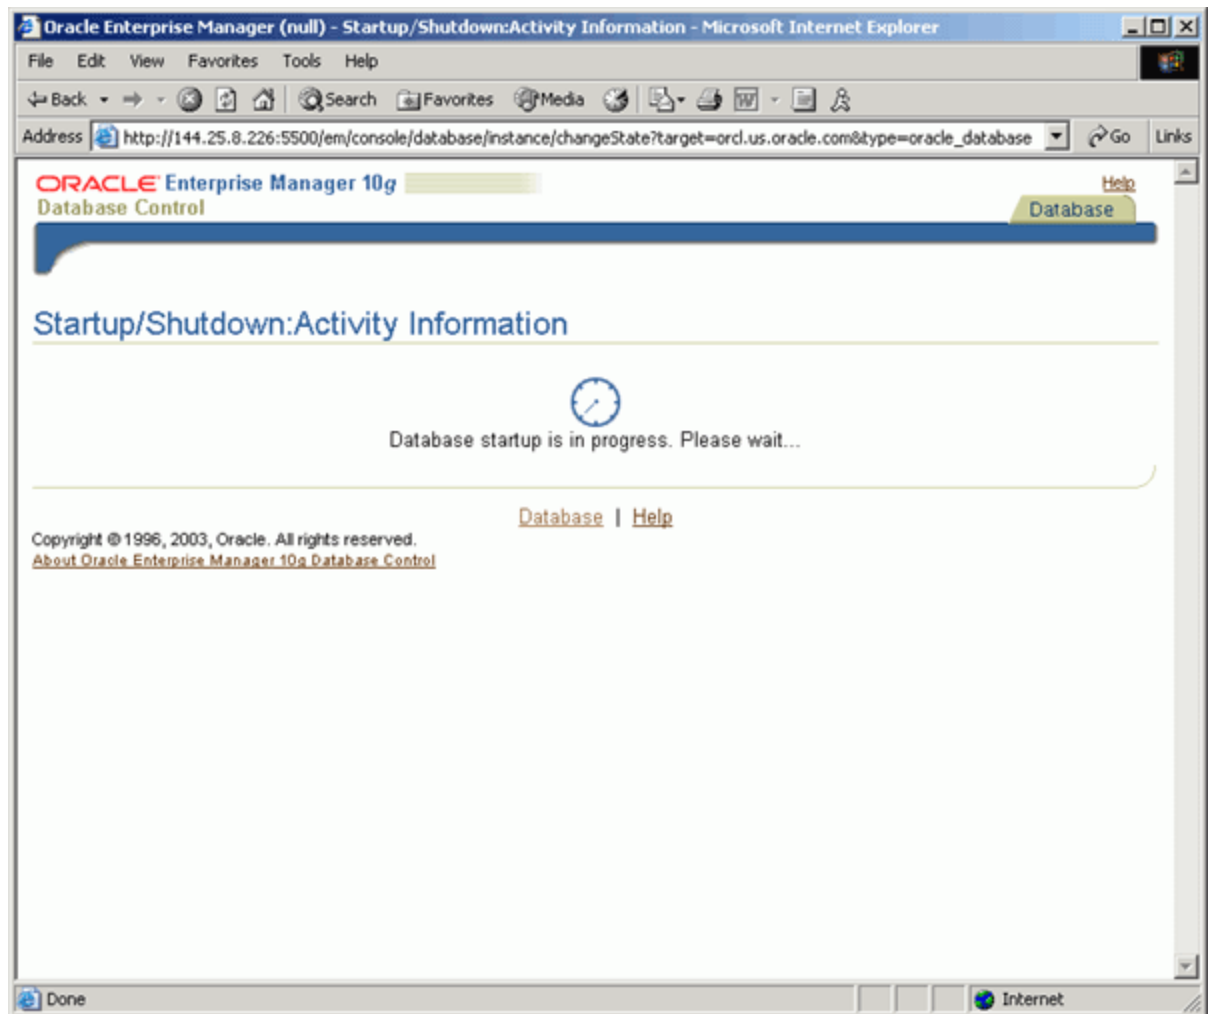 Oracle Enterprise Manager (null) - Startup/Shutdown:Activity Information - Microsoft Internet Explorer
File Edit View Favorites Tools Help
Back Search Favorites Media
Address http://144.25.8.226:5500/em/console/database/instance/changeState?target=orcl.us.oracle.com&type=oracle_database Go Links
ORACLE Enterprise Manager 10g Help
Database Control Database
Startup/Shutdown:Activity Information
Database startup is in progress. Please wait...
Database | Help
Copyright © 1996, 2003, Oracle. All rights reserved.
About Oracle Enterprise Manager 10g Database Control
Done Internet